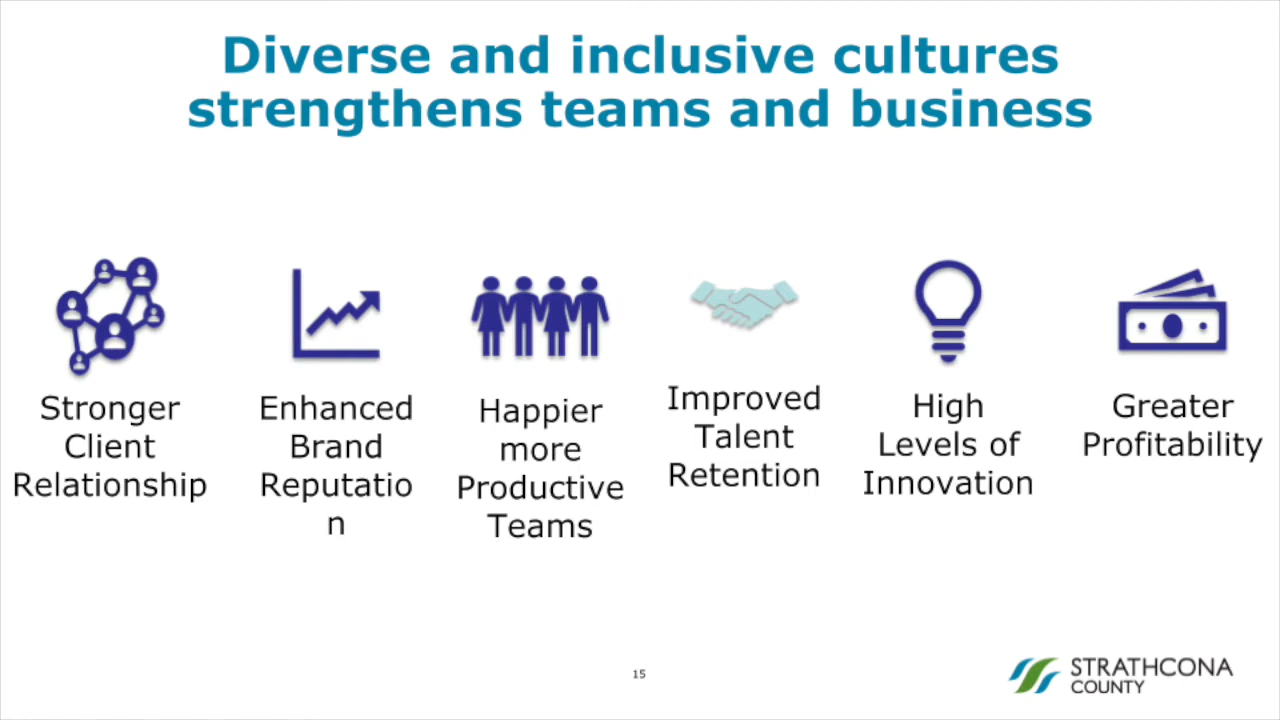 Diverse and inclusive cultures
strengthens teams and business
Stronger
Client
Relationship
Enhanced
Brand
Reputatio
n
Happier
more
Productive
Teams
Improved
Talent
Retention
High
Levels of
Innovation
Greater
Profitability
15
STRATHCONA
COUNTY